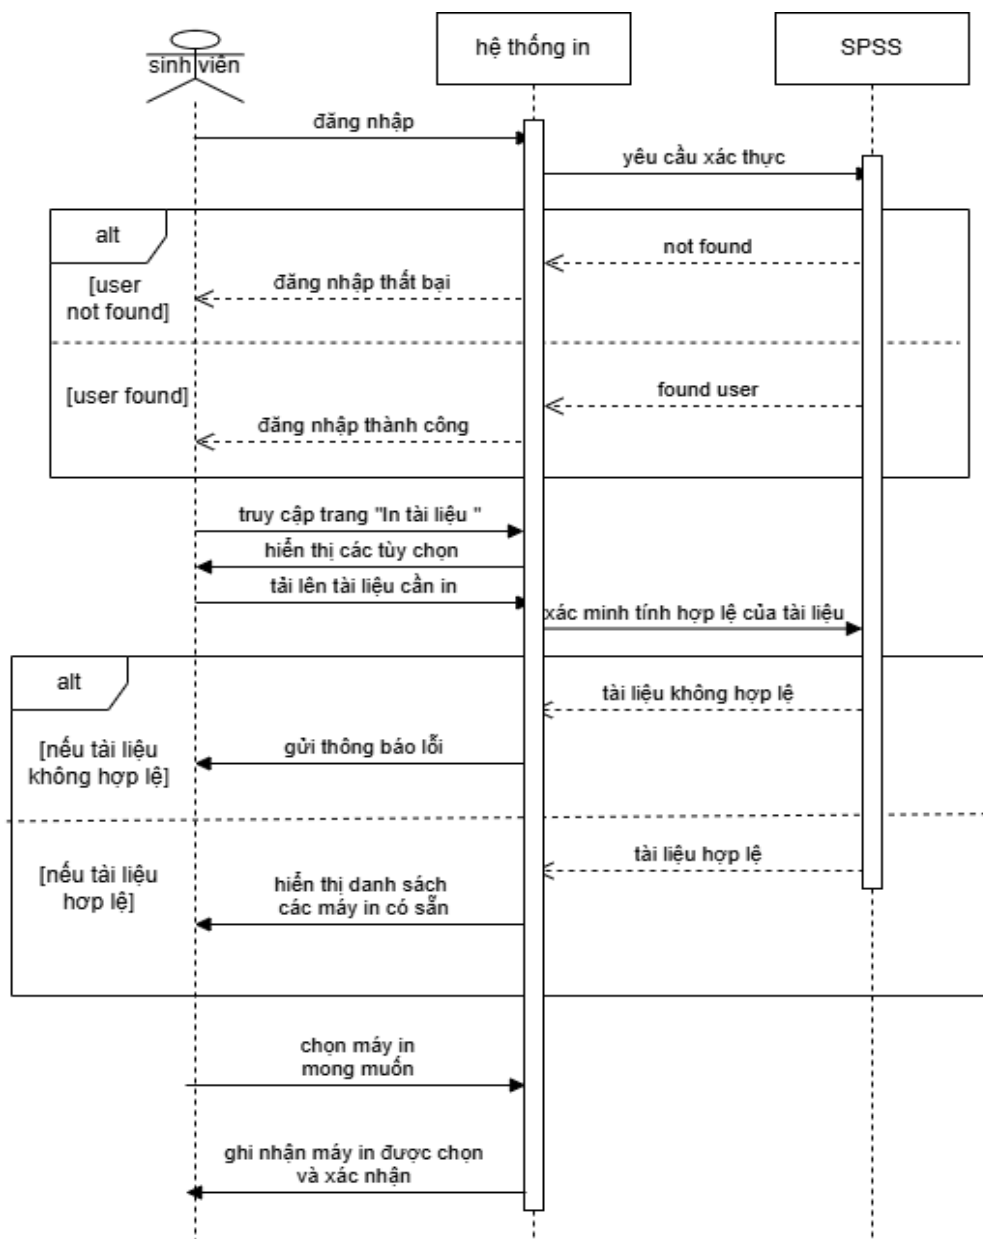 hệ thống in
SPSS
sinh viên
đăng nhập
yêu cầu xác thực
alt
not found
[user
not found]
đăng nhập thất bại
[user found]
found user
đăng nhập thành công
truy cập trang "In tài liệu "
hiển thị các tùy chọn
tải lên tài liệu cần in
xác minh tính hợp lệ của tài liệu
alt
tài liệu không hợp lệ
[nếu tài liệu
không hợp lệ]
gửi thông báo lỗi
tài liệu hợp lệ
[nếu tài liệu
hơp lệ]
hiển thị danh sách
các máy in có sẵn
chọn máy in
mong muốn
ghi nhận máy in được chọn
và xác nhận